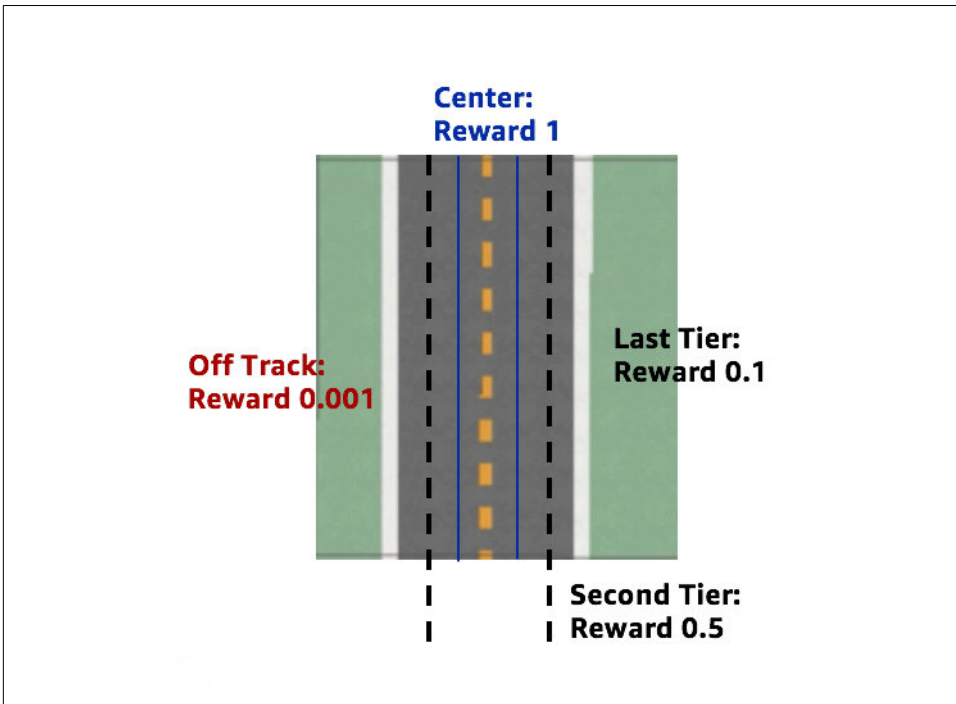 Center:
Reward 1
Last Tier:
Reward 0.1
Off Track:
Reward 0.001
Second Tier:
Reward 0.5